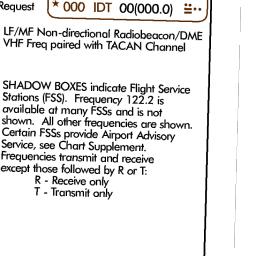 Request * 000 IDT 00(000.0)
LF/MF Non-directional Radiobeacon/DME
VHF Freq paired with TACAN Channel
SHADOW BOXES indicate Flight Service
Stations (FSS). Frequency 122.2 is
available at many FSSs and is not
shown. All other frequencies are shown.
Certain FSSs provide Airport Advisory
Service, see Chart Supplement.
Frequencies transmit and receive
except those followed by R or T:
R - Receive only
T - Transmit only